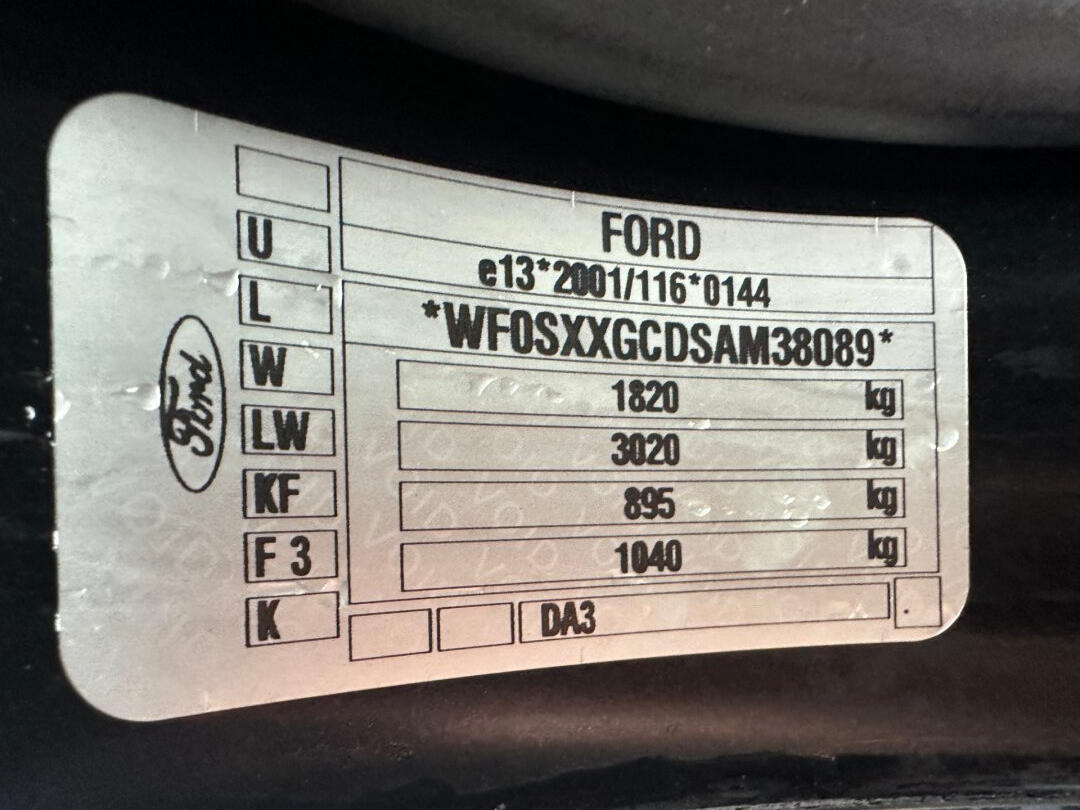 FORD
e13*2001/116*0144
*WF0SXXGCDSAM38089*
U
L
W
1820 kg
LW
3020 kg
KF
895 kg
F 3
1040 kg
K
DA3
Ford